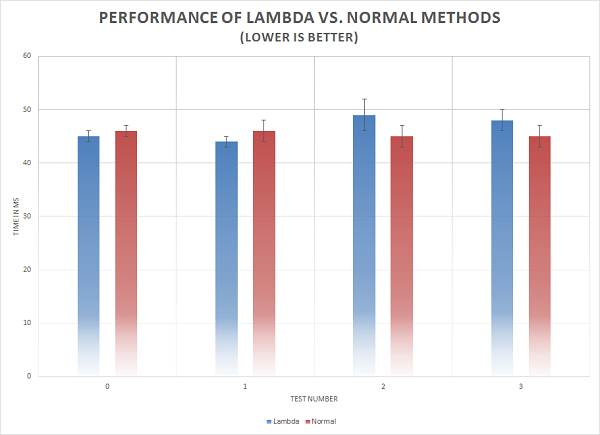 PERFORMANCE OF LAMBDA VS. NORMAL METHODS
(LOWER IS BETTER)
60
50
40
30
20
10
0
TIME IN MS
0 1 2 3
TEST NUMBER
Lambda Normal